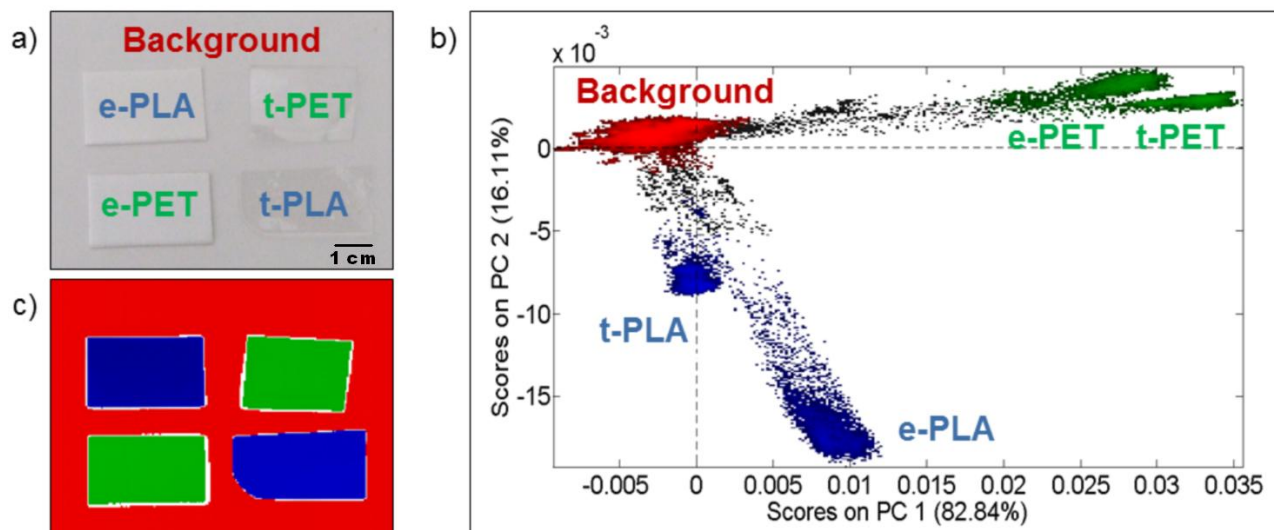 a)
Background
e-PLA
t-PET
e-PET
t-PLA
1 cm
b)
x 10⁻³
Background
e-PET
t-PET
t-PLA
e-PLA
0
-5
-10
-15
Scores on PC 2 (16.11%)
-0.005 0 0.005 0.01 0.015 0.02 0.025 0.03 0.035
Scores on PC 1 (82.84%)
c)